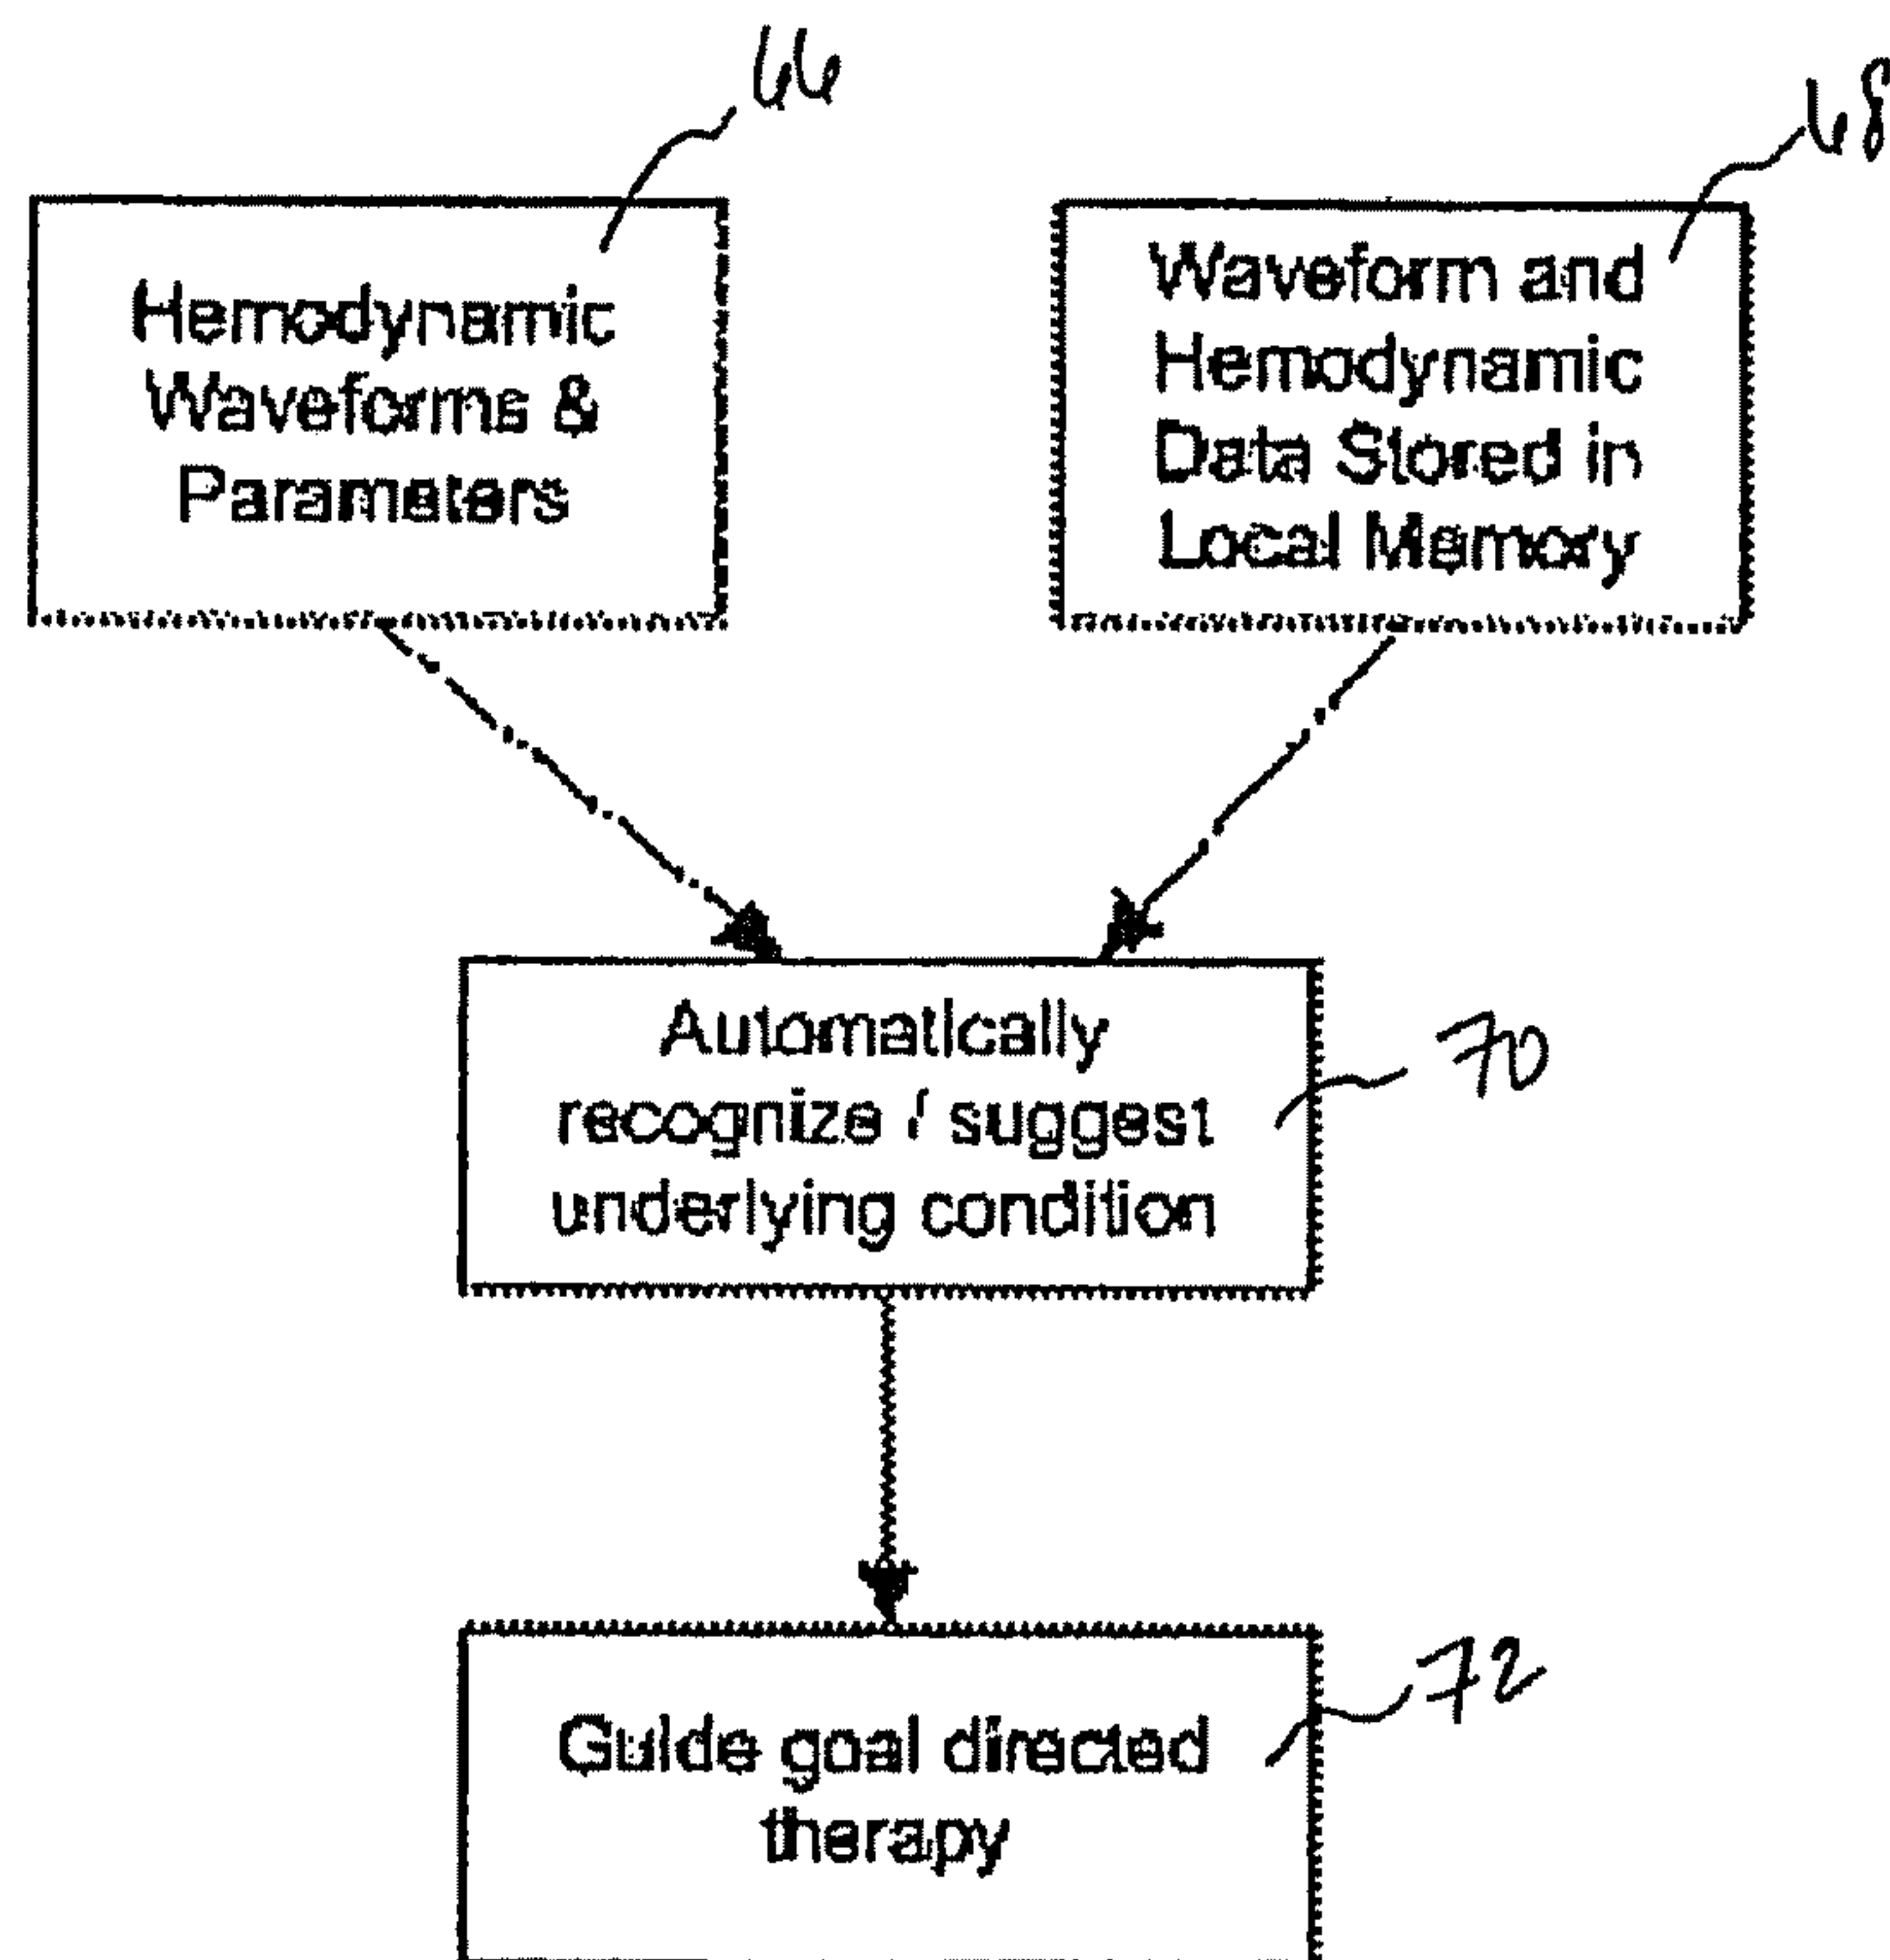 66
68
Hemodynamic
Waveforms &
Parameters
Waveform and
Hemodynamic
Data Stored in
Local Memory
Automatically
recognize / suggest
underlying condition
70
Guide goal directed
therapy
72